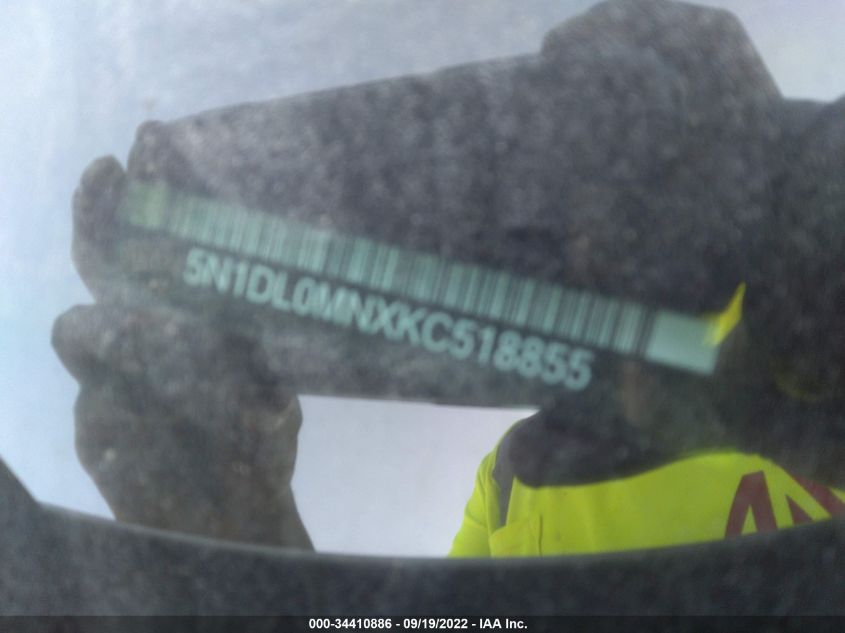 5N1DL0MNXKC518855
000-34410886 - 09/19/2022 - IAA Inc.